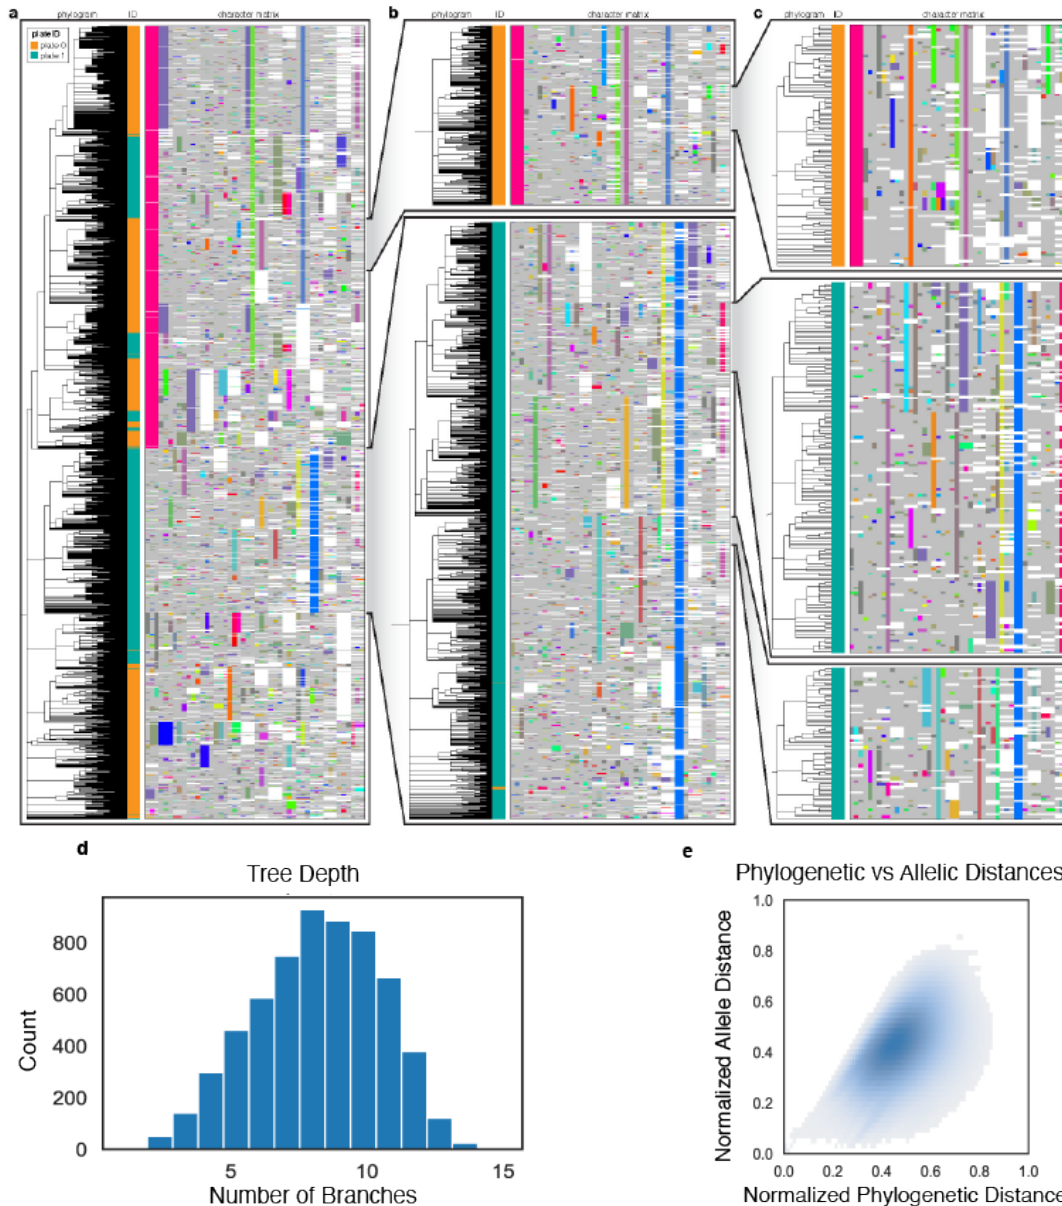 a
phylogram ID character matrix
plate ID
plate 0
plate 1
b
phylogram ID character matrix
c
phylogram ID character matrix
d
Tree Depth
Count
800
600
400
200
0
5 10 15
Number of Branches
e
Phylogenetic vs Allelic Distances
Normalized Allele Distance
1.0
0.8
0.6
0.4
0.2
0.0
0.0 0.2 0.4 0.6 0.8 1.0
Normalized Phylogenetic Distance